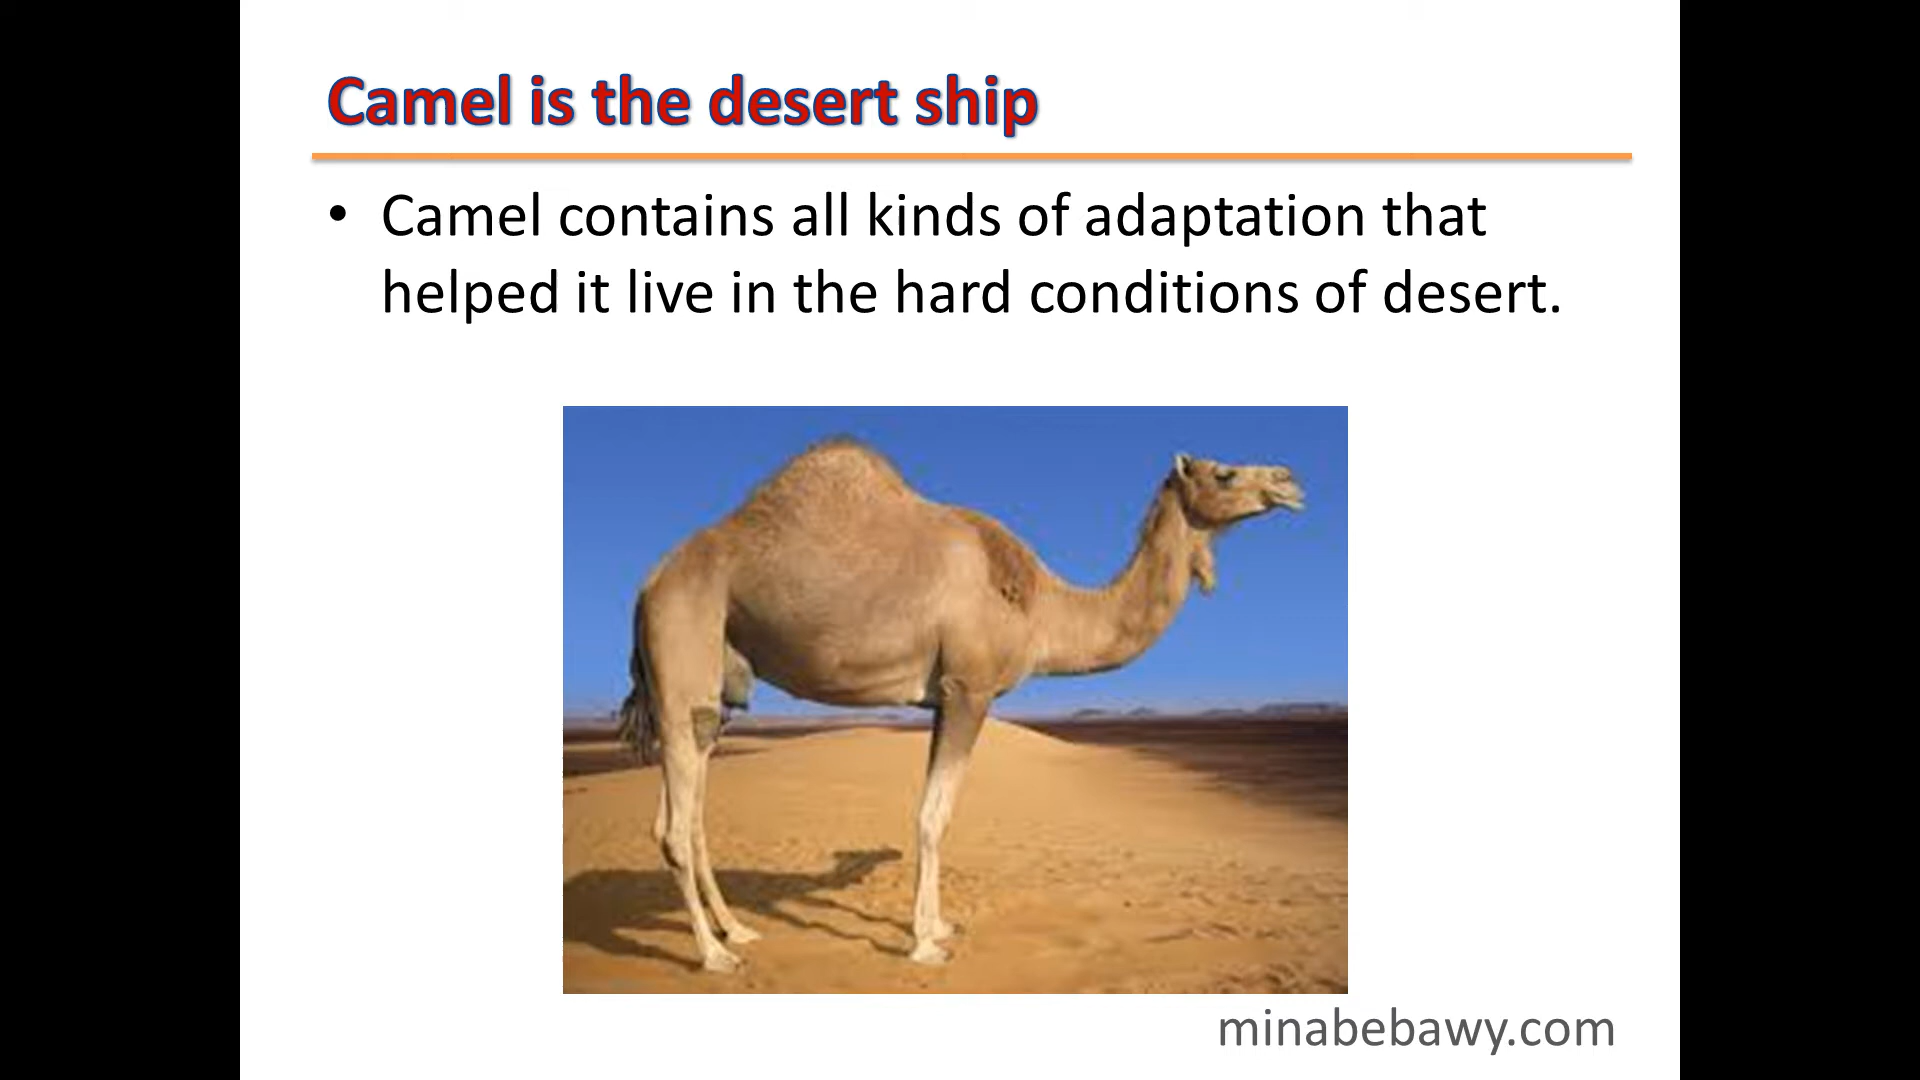 Camel is the desert ship
• Camel contains all kinds of adaptation that
helped it live in the hard conditions of desert.
minabebawy.com